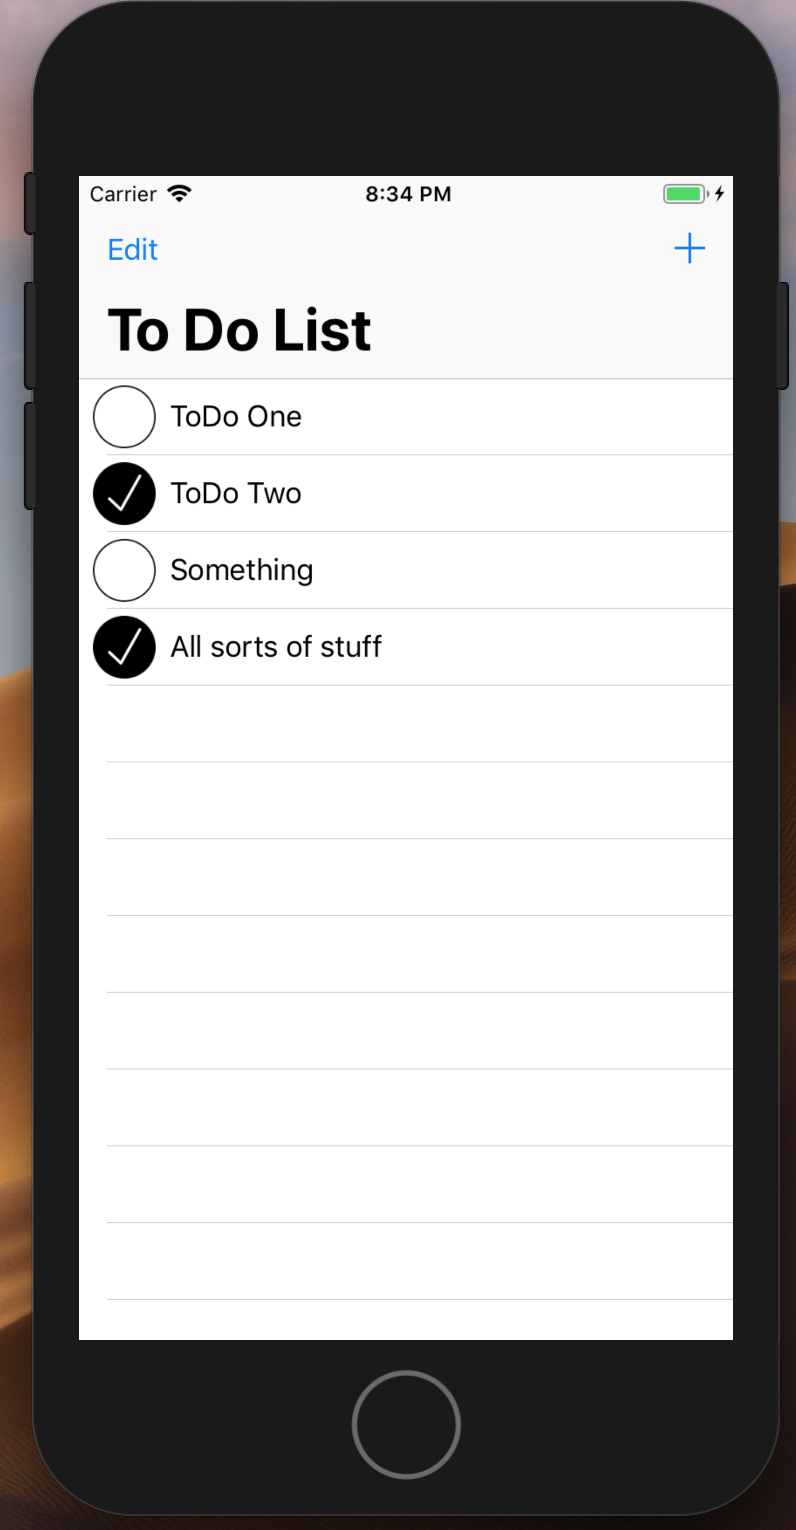 Carrier 8:34 PM
Edit +
To Do List
ToDo One
ToDo Two
Something
All sorts of stuff